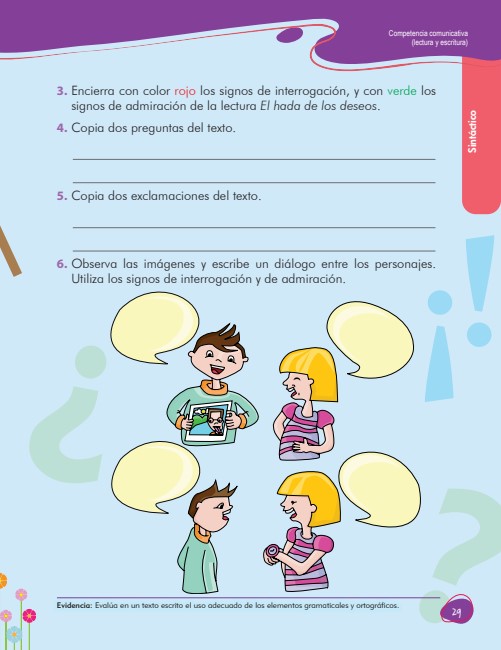 Competencia comunicativa
(lectura y escritura)
Sintáctico
3. Encierra con color rojo los signos de interrogación, y con verde los
signos de admiración de la lectura El hada de los deseos.
4. Copia dos preguntas del texto.
5. Copia dos exclamaciones del texto.
6. Observa las imágenes y escribe un diálogo entre los personajes.
Utiliza los signos de interrogación y de admiración.
¡!
¿?
Evidencia: Evalúa en un texto escrito el uso adecuado de los elementos gramaticales y ortográficos.
29